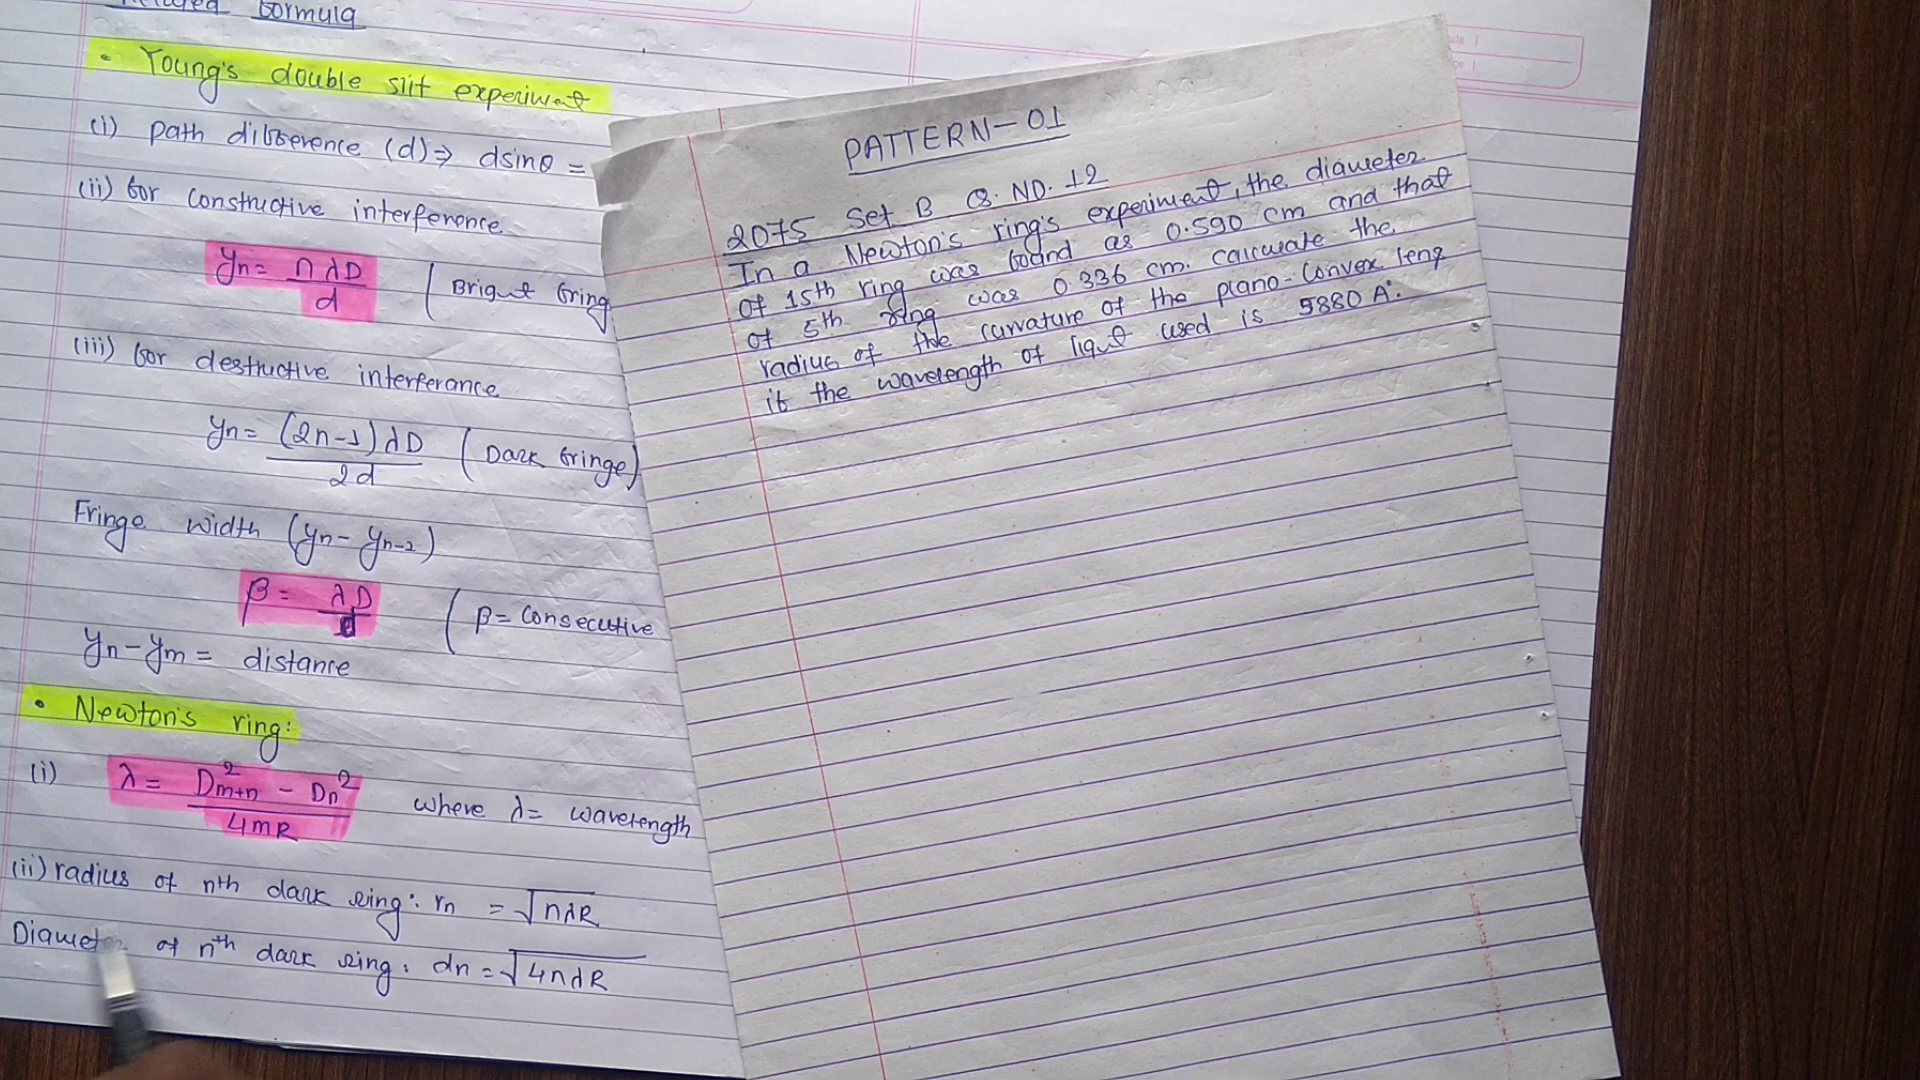 Related formula
• Young's double slit experiment
(i) path difference (d) ⇒ dsinθ =
(ii) for constructive interference
yn = nλD / d ( Bright fring
(iii) for destructive interferance
yn = (2n-1)λD / 2d ( Dark fringe)
Fringe width (yn - yn-1)
β = λD / d ( β = consecutive
yn - ym = distance
• Newton's ring:
(i) λ = D²m+n - Dn² / 4mR where λ = wavelength
(ii) radius of nth dark ring: rn = √nλR
Diameter of nth dark ring: dn = √4nλR
PATTERN-01
2075 Set B Q. NO. 12
In a Newton's ring's experiment, the diameter
of 15th ring was found as 0.590 cm and that
of 5th ring was 0.336 cm. calculate the
radius of the curvature of the plano-convex lens
if the wavelength of light used is 5880 A°.